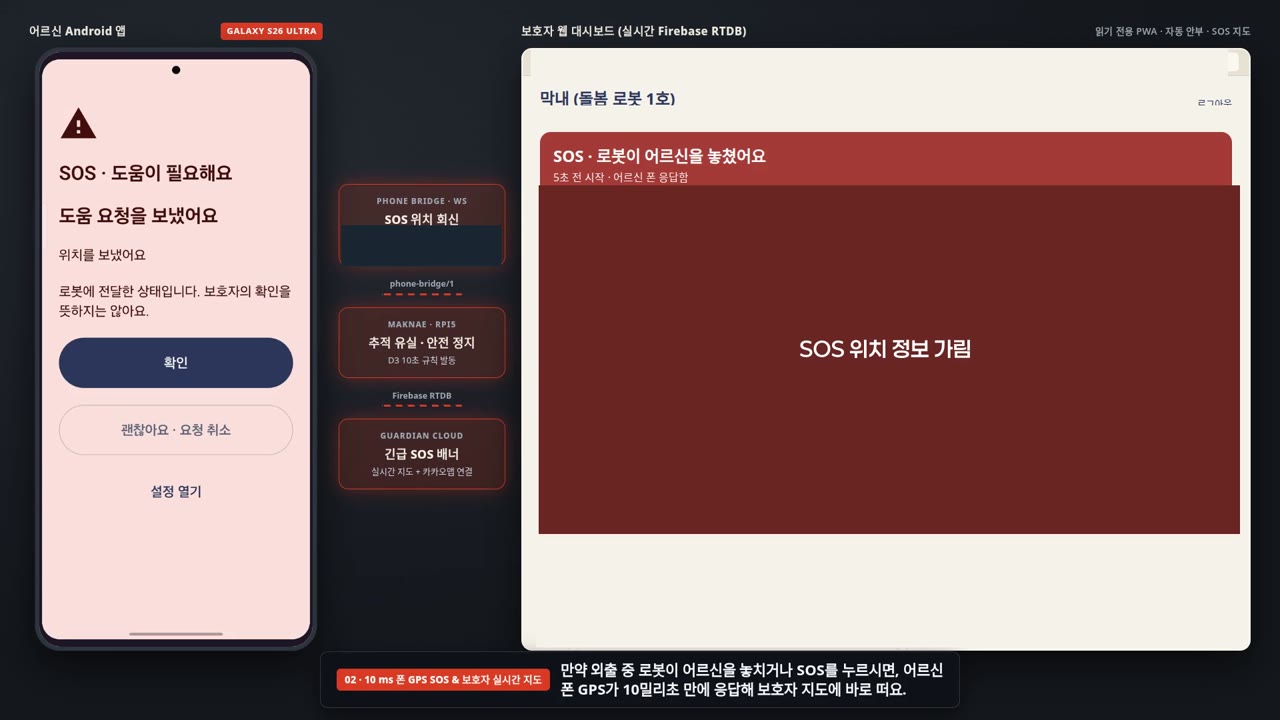 어르신 Android 앱
GALAXY S26 ULTRA
SOS · 도움이 필요해요
도움 요청을 보냈어요
위치를 보냈어요
로봇에 전달한 상태입니다. 보호자의 확인을
뜻하지는 않아요.
확인
괜찮아요 · 요청 취소
설정 열기
PHONE BRIDGE · WS
SOS 위치 회신
phone-bridge/1
MAKNAE · RPI5
추적 유실 · 안전 정지
D3 10초 규칙 발동
Firebase RTDB
GUARDIAN CLOUD
긴급 SOS 배너
실시간 지도 + 카카오맵 연결
보호자 웹 대시보드 (실시간 Firebase RTDB)
읽기 전용 PWA · 자동 안부 · SOS 지도
막내 (돌봄 로봇 1호)
로그아웃
SOS · 로봇이 어르신을 놓쳤어요
5초 전 시작 · 어르신 폰 응답함
SOS 위치 정보 가림
02 · 10 ms 폰 GPS SOS & 보호자 실시간 지도
만약 외출 중 로봇이 어르신을 놓치거나 SOS를 누르시면, 어르신
폰 GPS가 10밀리초 만에 응답해 보호자 지도에 바로 떠요.